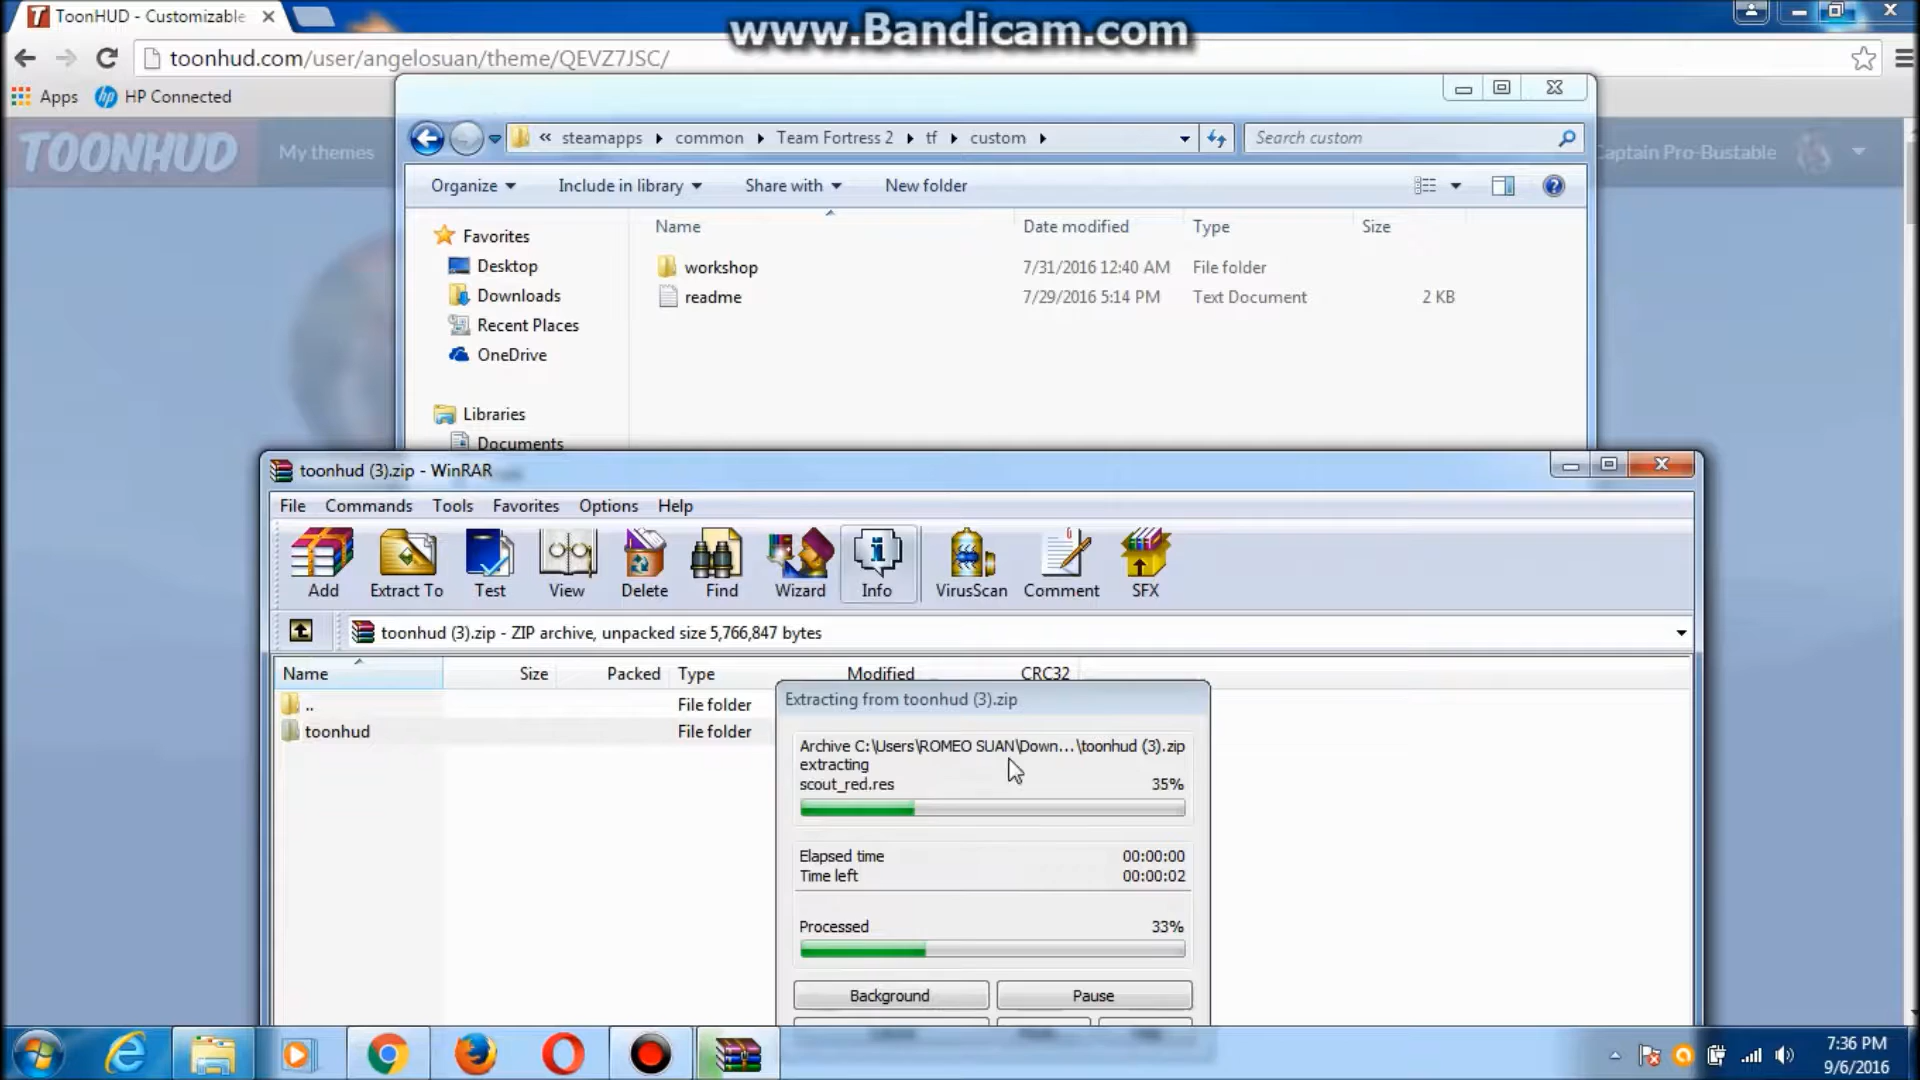 ToonHUD - Customizable
www.Bandicam.com
toonhud.com/user/angelosuan/theme/QEVZ7JSC/
Apps
HP Connected
TOONHUD
My themes
Captain Pro-Bustable
« steamapps common Team Fortress 2 tf custom
Search custom
Organize
Include in library
Share with
New folder
Name
Date modified
Type
Size
Favorites
Desktop
Downloads
Recent Places
OneDrive
Libraries
Documents
workshop 7/31/2016 12:40 AM File folder
readme 7/29/2016 5:14 PM Text Document 2 KB
toonhud (3).zip - WinRAR
File Commands Tools Favorites Options Help
Add Extract To Test View Delete Find Wizard Info VirusScan Comment SFX
toonhud (3).zip - ZIP archive, unpacked size 5,766,847 bytes
Name Size Packed Type Modified CRC32
.. File folder
toonhud File folder
Extracting from toonhud (3).zip
Archive C:\Users\ROMEO SUAN\Down...\toonhud (3).zip
extracting
scout_red.res 35%
Elapsed time 00:00:00
Time left 00:00:02
Processed 33%
Background
Pause
7:36 PM
9/6/2016